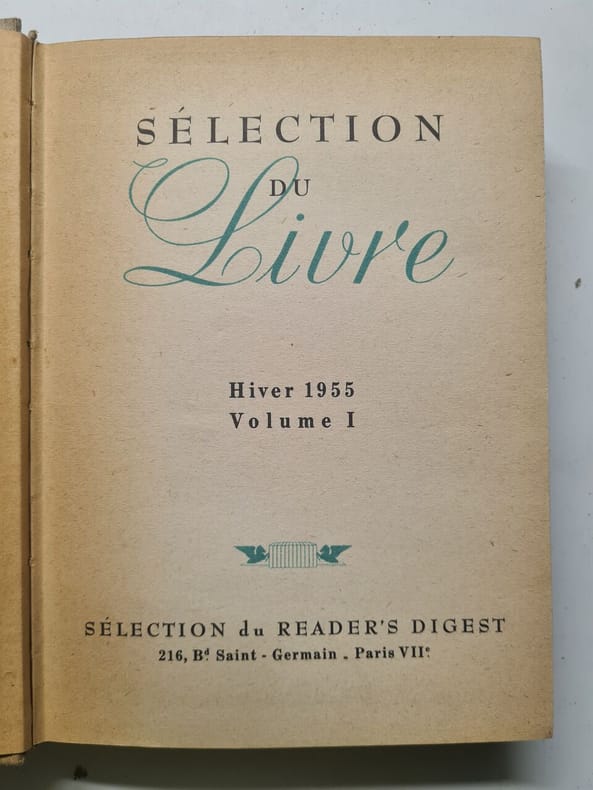 SÉLECTION
DU
Livre
Hiver 1955
Volume I
SÉLECTION du READER'S DIGEST
216, Bd Saint - Germain - Paris VIIe